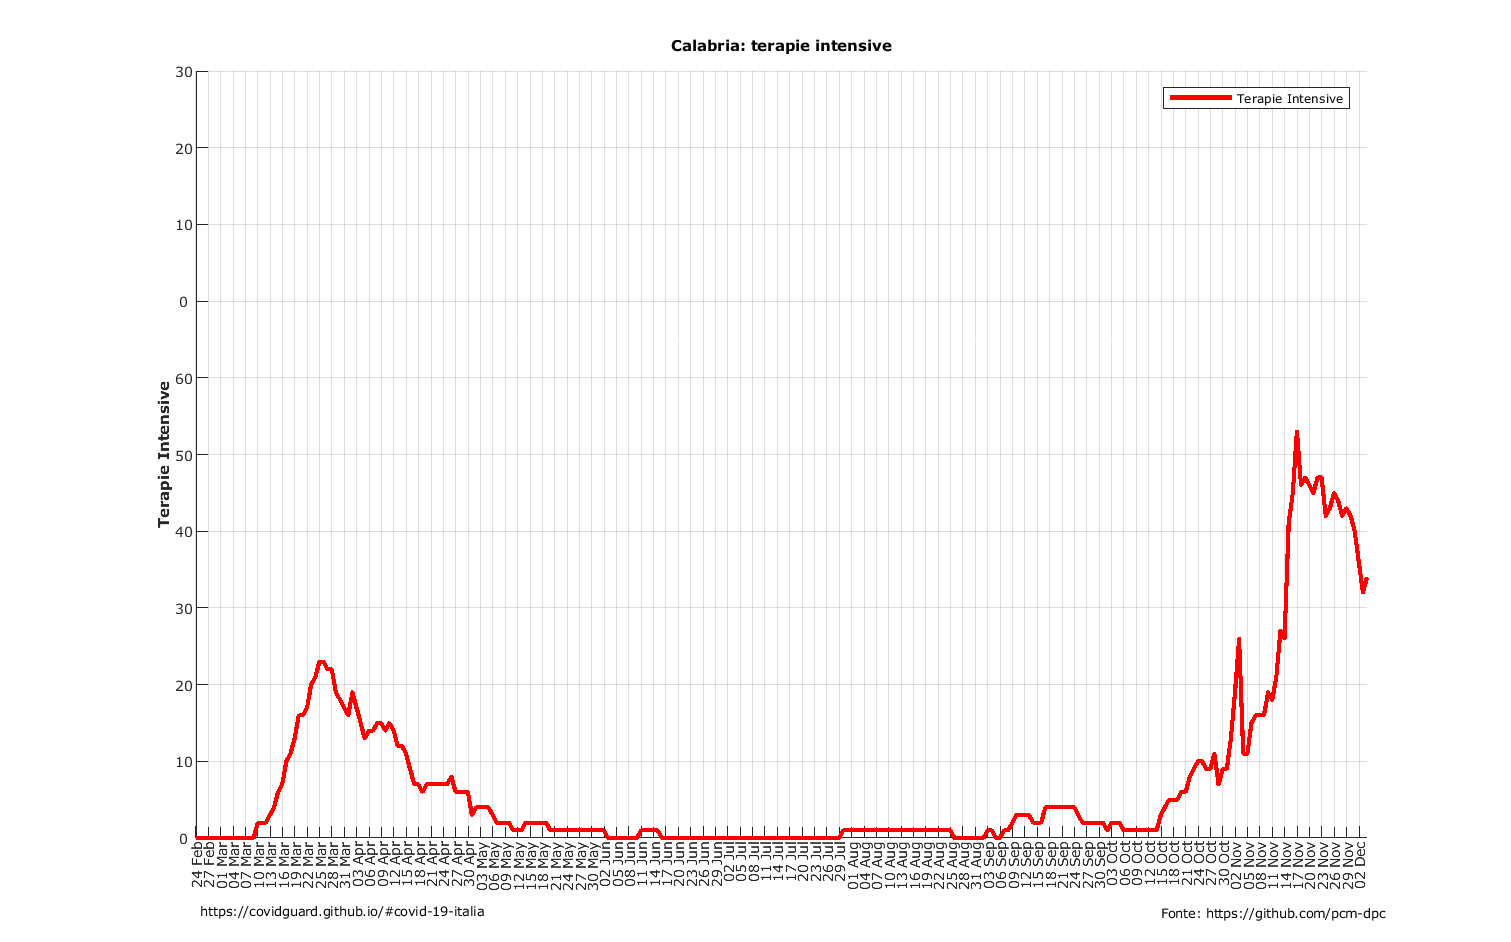 Calabria: terapie intensive
Terapie Intensive
30
20
10
0
60
50
40
30
20
10
0
Terapie Intensive
24 Feb
27 Feb
01 Mar
04 Mar
07 Mar
10 Mar
13 Mar
16 Mar
19 Mar
22 Mar
25 Mar
28 Mar
31 Mar
03 Apr
06 Apr
09 Apr
12 Apr
15 Apr
18 Apr
21 Apr
24 Apr
27 Apr
30 Apr
03 May
06 May
09 May
12 May
15 May
18 May
21 May
24 May
27 May
30 May
02 Jun
05 Jun
08 Jun
11 Jun
14 Jun
17 Jun
20 Jun
23 Jun
26 Jun
29 Jun
02 Jul
05 Jul
08 Jul
11 Jul
14 Jul
17 Jul
20 Jul
23 Jul
26 Jul
29 Jul
01 Aug
04 Aug
07 Aug
10 Aug
13 Aug
16 Aug
19 Aug
22 Aug
25 Aug
28 Aug
31 Aug
03 Sep
06 Sep
09 Sep
12 Sep
15 Sep
18 Sep
21 Sep
24 Sep
27 Sep
30 Sep
03 Oct
06 Oct
09 Oct
12 Oct
15 Oct
18 Oct
21 Oct
24 Oct
27 Oct
30 Oct
02 Nov
05 Nov
08 Nov
11 Nov
14 Nov
17 Nov
20 Nov
23 Nov
26 Nov
29 Nov
02 Dec
https://covidguard.github.io/#covid-19-italia
Fonte: https://github.com/pcm-dpc